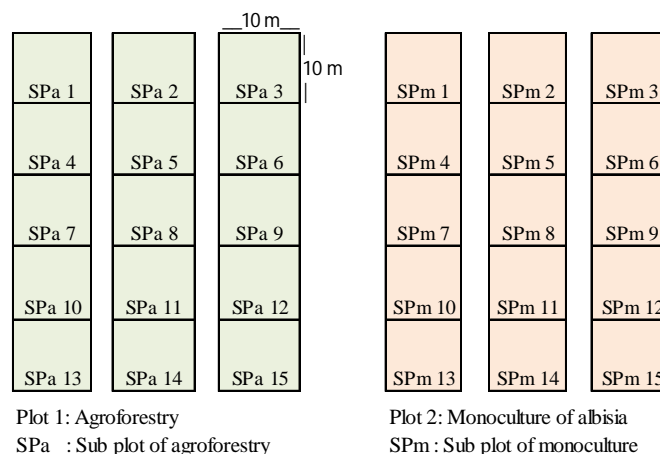 10 m
10 m
SPa 1 SPa 2 SPa 3 SPm 1 SPm 2 SPm 3
SPa 4 SPa 5 SPa 6 SPm 4 SPm 5 SPm 6
SPa 7 SPa 8 SPa 9 SPm 7 SPm 8 SPm 9
SPa 10 SPa 11 SPa 12 SPm 10 SPm 11 SPm 12
SPa 13 SPa 14 SPa 15 SPm 13 SPm 14 SPm 15
Plot 1: Agroforestry
SPa : Sub plot of agroforestry
Plot 2: Monoculture of albisia
SPm : Sub plot of monoculture